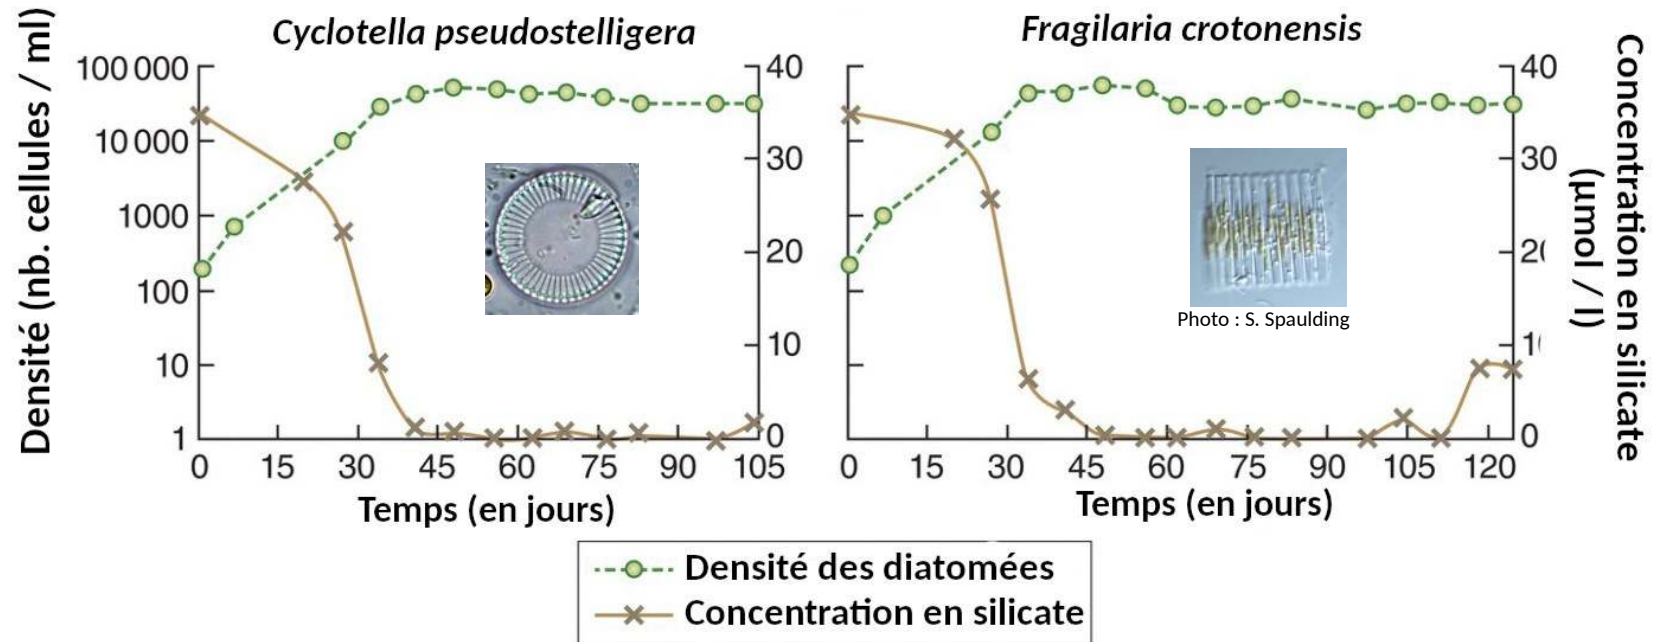 Cyclotella pseudostelligera
Fragilaria crotonensis
Densité (nb. cellules / ml)
100 000
10 000
1000
100
10
1
40
30
20
10
0
40
30
0
Concentration en silicate
(µmol / l)
Photo : S. Spaulding
0 15 30 45 60 75 90 105
0 15 30 45 60 75 90 105 120
Temps (en jours)
Temps (en jours)
Densité des diatomées
Concentration en silicate